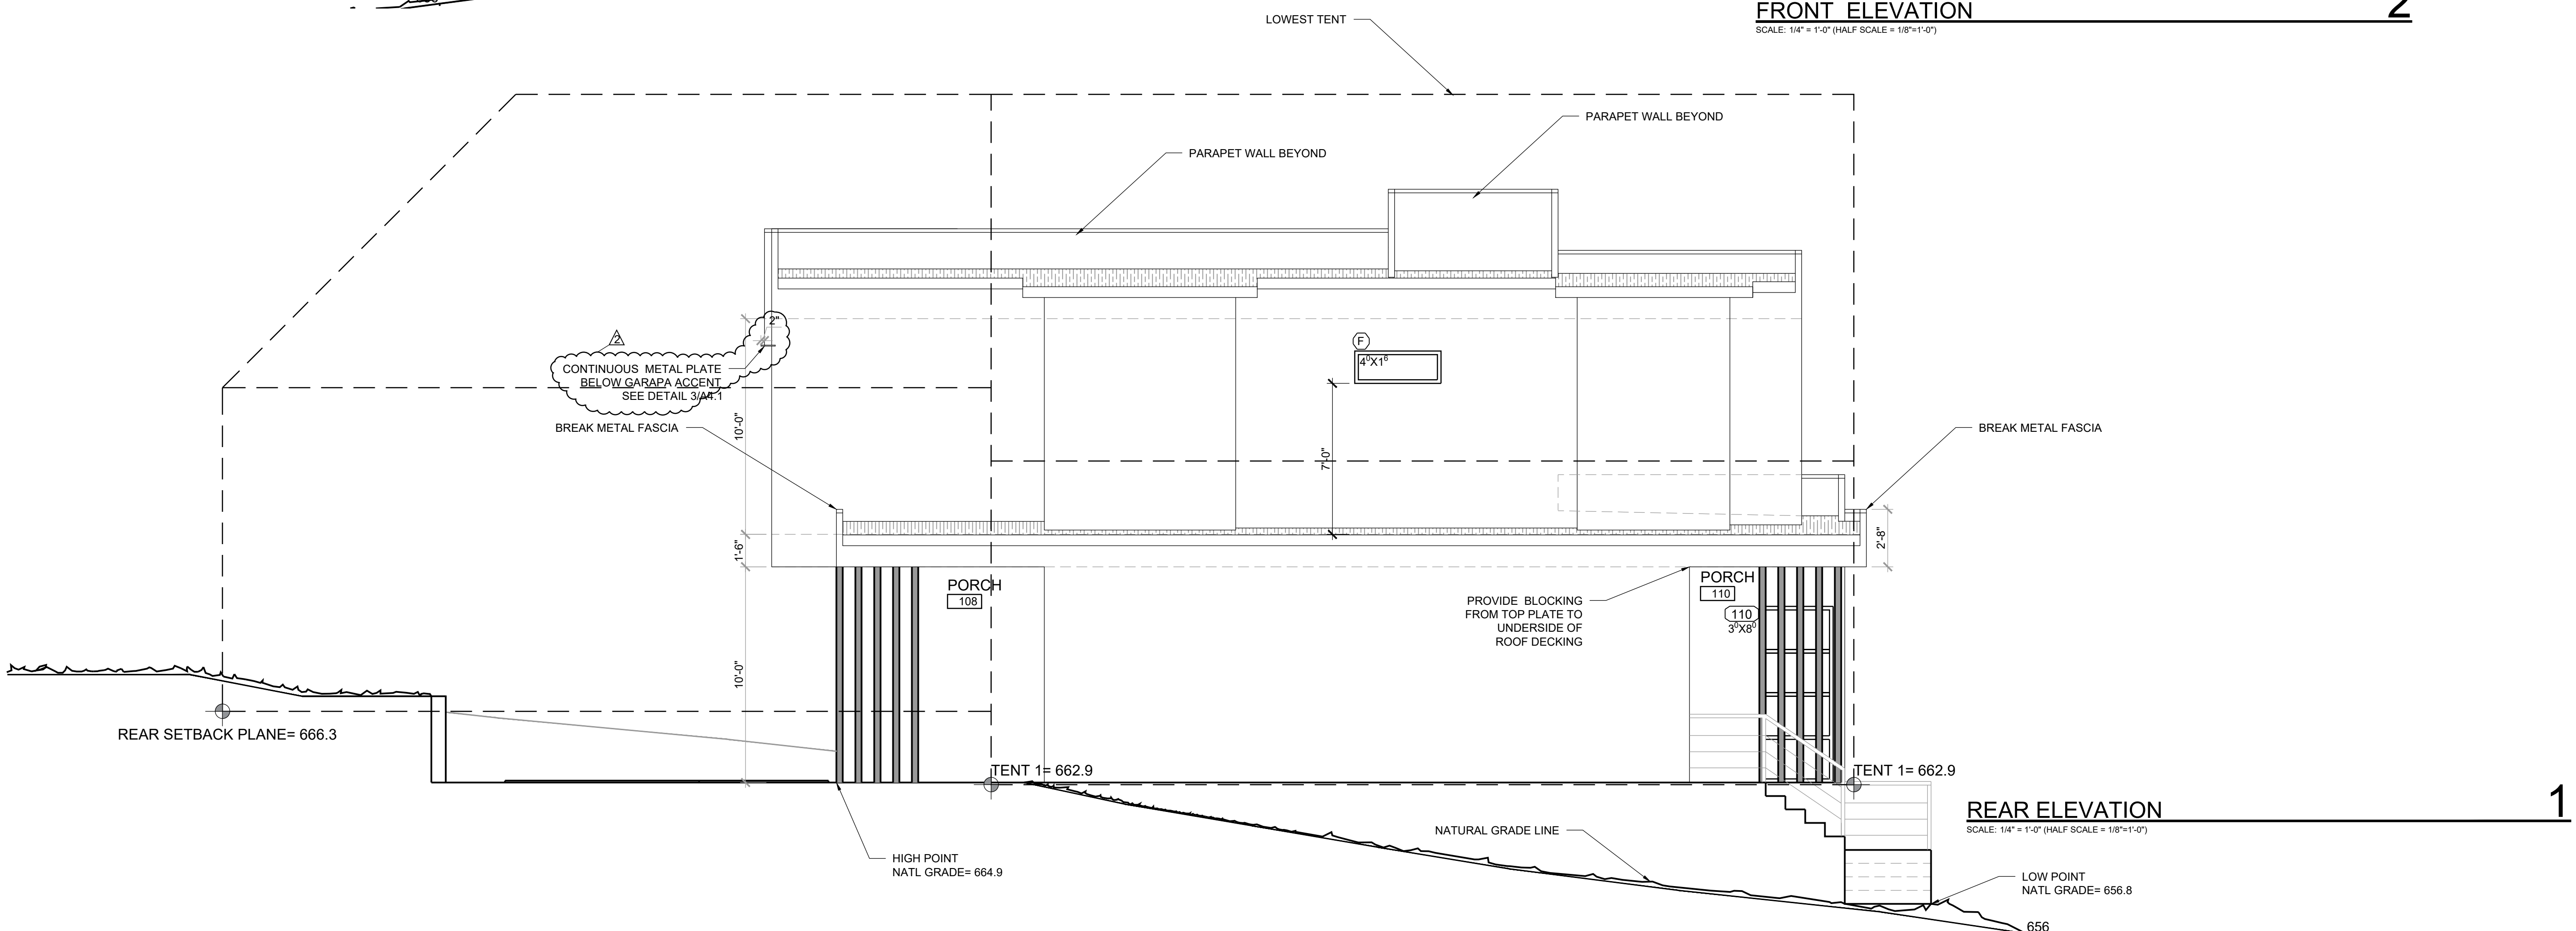 FRONT ELEVATION
2
SCALE: 1/4" = 1'-0" (HALF SCALE = 1/8"=1'-0")
LOWEST TENT
PARAPET WALL BEYOND
PARAPET WALL BEYOND
2"
2
CONTINUOUS METAL PLATE
BELOW GARAPA ACCENT
SEE DETAIL 3/A4.1
F
4⁰X1⁶
BREAK METAL FASCIA
10'-0"
7'-0"
BREAK METAL FASCIA
1'-6"
2'-8"
PORCH
108
PROVIDE BLOCKING
FROM TOP PLATE TO
UNDERSIDE OF
ROOF DECKING
PORCH
110
110
3⁰X8⁰
10'-0"
REAR SETBACK PLANE= 666.3
TENT 1= 662.9
TENT 1= 662.9
REAR ELEVATION
1
SCALE: 1/4" = 1'-0" (HALF SCALE = 1/8"=1'-0")
NATURAL GRADE LINE
HIGH POINT
NATL GRADE= 664.9
LOW POINT
NATL GRADE= 656.8
656